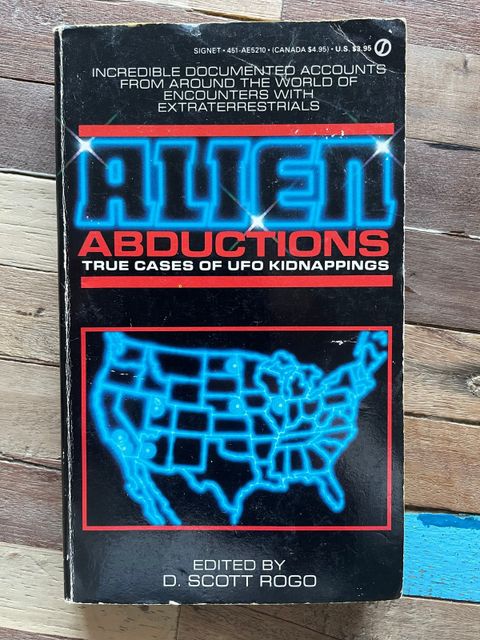 SIGNET • 451-AE5210 • (CANADA $4.95) • U.S. $3.95
INCREDIBLE DOCUMENTED ACCOUNTS
FROM AROUND THE WORLD OF
ENCOUNTERS WITH
EXTRATERRESTRIALS
ALIEN
ABDUCTIONS
TRUE CASES OF UFO KIDNAPPINGS
EDITED BY
D. SCOTT ROGO